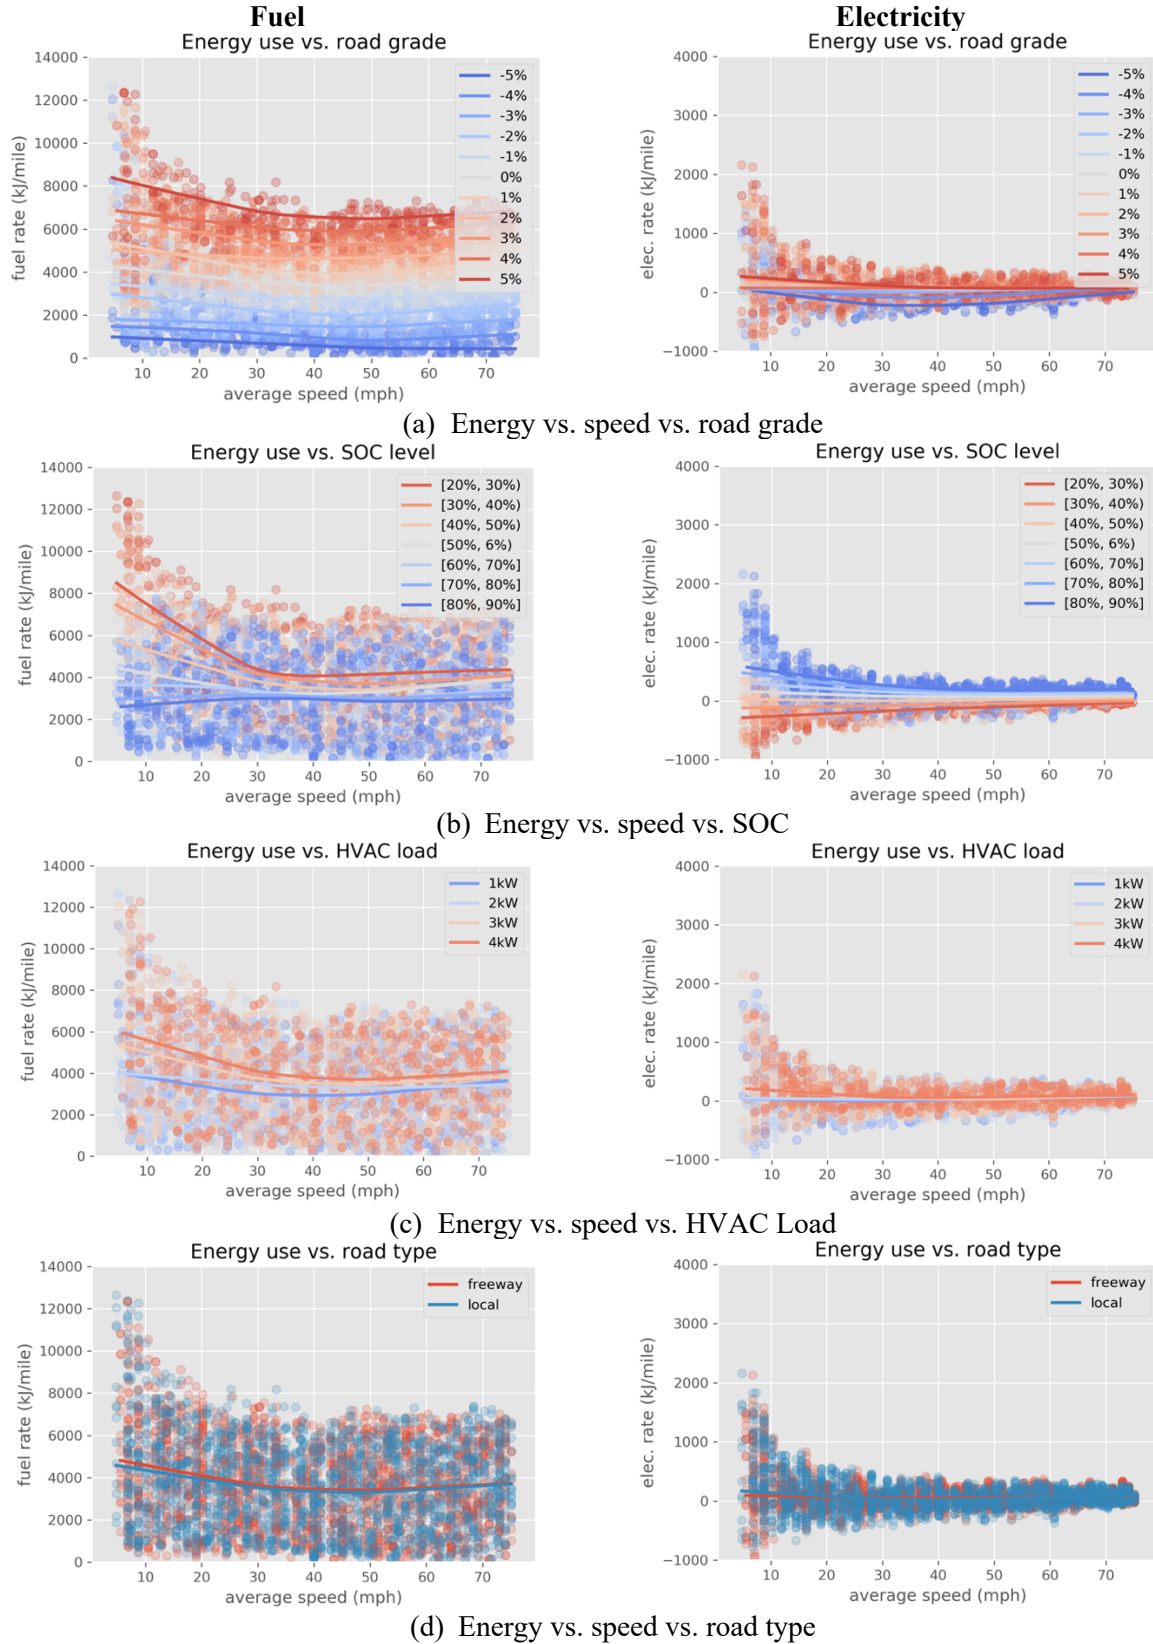 Fuel
Electricity
Energy use vs. road grade
14000
12000
10000
8000
6000
4000
2000
0
fuel rate (kJ/mile)
-5%
-4%
-3%
-2%
-1%
0%
1%
2%
3%
4%
5%
10 20 30 40 50 60 70
average speed (mph)
Energy use vs. road grade
4000
3000
2000
1000
0
−1000
elec. rate (kJ/mile)
-5%
-4%
-3%
-2%
-1%
0%
1%
2%
3%
4%
5%
10 20 30 40 50 60 70
average speed (mph)
(a) Energy vs. speed vs. road grade
Energy use vs. SOC level
14000
12000
10000
8000
6000
4000
2000
0
fuel rate (kJ/mile)
[20%, 30%)
[30%, 40%)
[40%, 50%)
[50%, 6%)
[60%, 70%]
[70%, 80%]
[80%, 90%]
10 20 30 40 50 60 70
average speed (mph)
Energy use vs. SOC level
4000
3000
2000
1000
0
−1000
elec. rate (kJ/mile)
[20%, 30%)
[30%, 40%)
[40%, 50%)
[50%, 6%)
[60%, 70%]
[70%, 80%]
[80%, 90%]
10 20 30 40 50 60 70
average speed (mph)
(b) Energy vs. speed vs. SOC
Energy use vs. HVAC load
14000
12000
10000
8000
6000
4000
2000
0
fuel rate (kJ/mile)
1kW
2kW
3kW
4kW
10 20 30 40 50 60 70
average speed (mph)
Energy use vs. HVAC load
4000
3000
2000
1000
0
−1000
elec. rate (kJ/mile)
1kW
2kW
3kW
4kW
10 20 30 40 50 60 70
average speed (mph)
(c) Energy vs. speed vs. HVAC Load
Energy use vs. road type
14000
12000
10000
8000
6000
4000
2000
0
fuel rate (kJ/mile)
freeway
local
10 20 30 40 50 60 70
average speed (mph)
Energy use vs. road type
4000
3000
2000
1000
0
−1000
elec. rate (kJ/mile)
freeway
local
10 20 30 40 50 60 70
average speed (mph)
(d) Energy vs. speed vs. road type